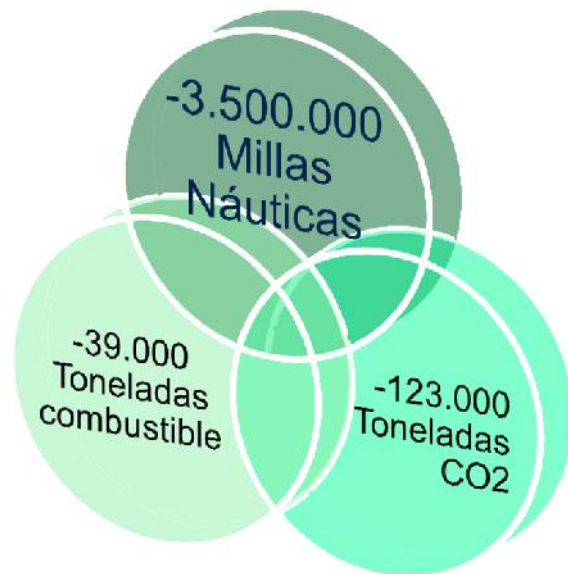 -3.500.000
Millas
Náuticas
-39.000
Toneladas
combustible
-123.000
Toneladas
CO2